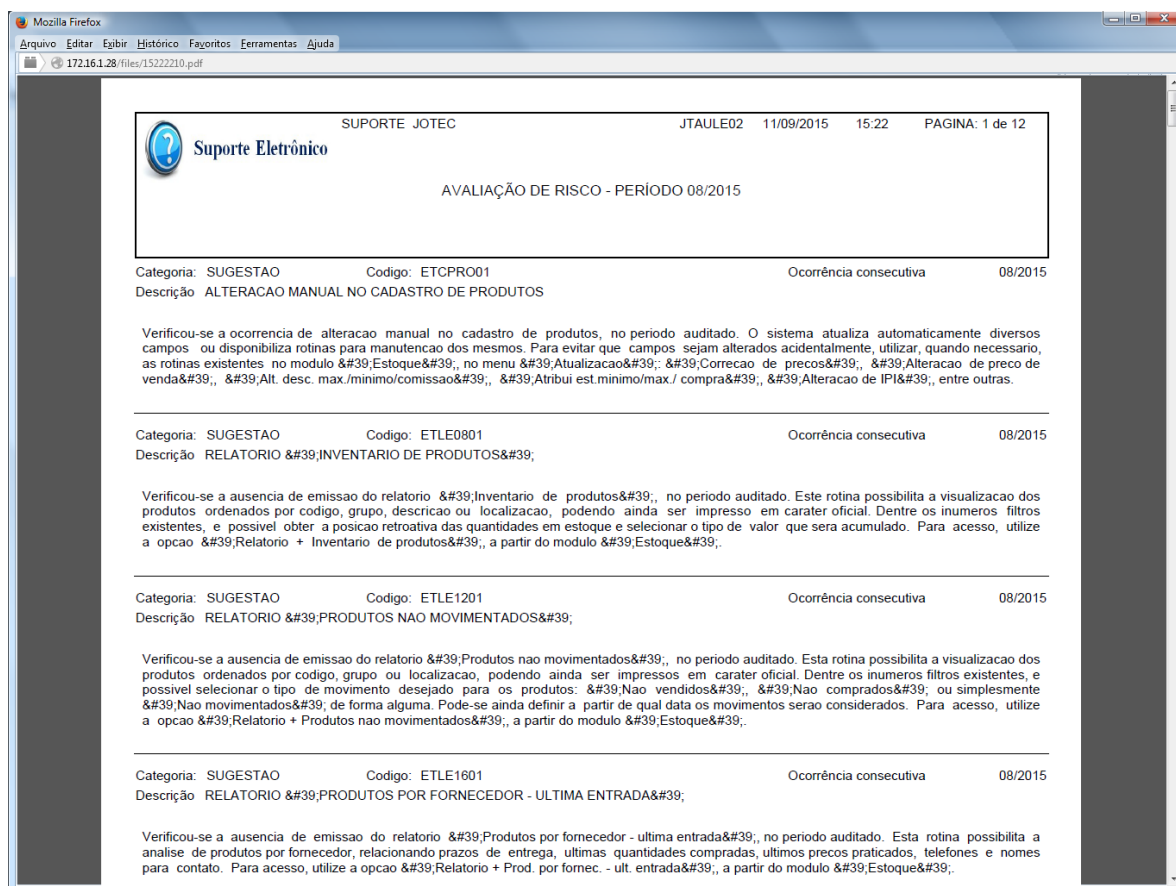 Mozilla Firefox
Arquivo Editar Exibir Histórico Favoritos Ferramentas Ajuda
172.16.1.28/files/15222210.pdf
SUPORTE JOTEC JTAULE02 11/09/2015 15:22 PAGINA: 1 de 12
Suporte Eletrônico
AVALIAÇÃO DE RISCO - PERÍODO 08/2015
Categoria: SUGESTAO Codigo: ETCPRO01 Ocorrência consecutiva 08/2015
Descrição ALTERACAO MANUAL NO CADASTRO DE PRODUTOS
Verificou-se a ocorrencia de alteracao manual no cadastro de produtos, no periodo auditado. O sistema atualiza automaticamente diversos
campos ou disponibiliza rotinas para manutencao dos mesmos. Para evitar que campos sejam alterados acidentalmente, utilizar, quando necessario,
as rotinas existentes no modulo &#39;Estoque&#39;, no menu &#39;Atualizacao&#39;: &#39;Correcao de precos&#39;, &#39;Alteracao de preco de
venda&#39;, &#39;Alt. desc. max./minimo/comissao&#39;, &#39;Atribui est.minimo/max./ compra&#39;, &#39;Alteracao de IPI&#39;, entre outras.
Categoria: SUGESTAO Codigo: ETLE0801 Ocorrência consecutiva 08/2015
Descrição RELATORIO &#39;INVENTARIO DE PRODUTOS&#39;
Verificou-se a ausencia de emissao do relatorio &#39;Inventario de produtos&#39;, no periodo auditado. Este rotina possibilita a visualizacao dos
produtos ordenados por codigo, grupo, descricao ou localizacao, podendo ainda ser impresso em carater oficial. Dentre os inumeros filtros
existentes, e possivel obter a posicao retroativa das quantidades em estoque e selecionar o tipo de valor que sera acumulado. Para acesso, utilize
a opcao &#39;Relatorio + Inventario de produtos&#39;, a partir do modulo &#39;Estoque&#39;.
Categoria: SUGESTAO Codigo: ETLE1201 Ocorrência consecutiva 08/2015
Descrição RELATORIO &#39;PRODUTOS NAO MOVIMENTADOS&#39;
Verificou-se a ausencia de emissao do relatorio &#39;Produtos nao movimentados&#39;, no periodo auditado. Esta rotina possibilita a visualizacao dos
produtos ordenados por codigo, grupo ou localizacao, podendo ainda ser impressos em carater oficial. Dentre os inumeros filtros existentes, e
possivel selecionar o tipo de movimento desejado para os produtos: &#39;Nao vendidos&#39;, &#39;Nao comprados&#39; ou simplesmente
&#39;Nao movimentados&#39; de forma alguma. Pode-se ainda definir a partir de qual data os movimentos serao considerados. Para acesso, utilize
a opcao &#39;Relatorio + Produtos nao movimentados&#39;, a partir do modulo &#39;Estoque&#39;.
Categoria: SUGESTAO Codigo: ETLE1601 Ocorrência consecutiva 08/2015
Descrição RELATORIO &#39;PRODUTOS POR FORNECEDOR - ULTIMA ENTRADA&#39;
Verificou-se a ausencia de emissao do relatorio &#39;Produtos por fornecedor - ultima entrada&#39;, no periodo auditado. Esta rotina possibilita a
analise de produtos por fornecedor, relacionando prazos de entrega, ultimas quantidades compradas, ultimos precos praticados, telefones e nomes
para contato. Para acesso, utilize a opcao &#39;Relatorio + Prod. por fornec. - ult. entrada&#39;, a partir do modulo &#39;Estoque&#39;.